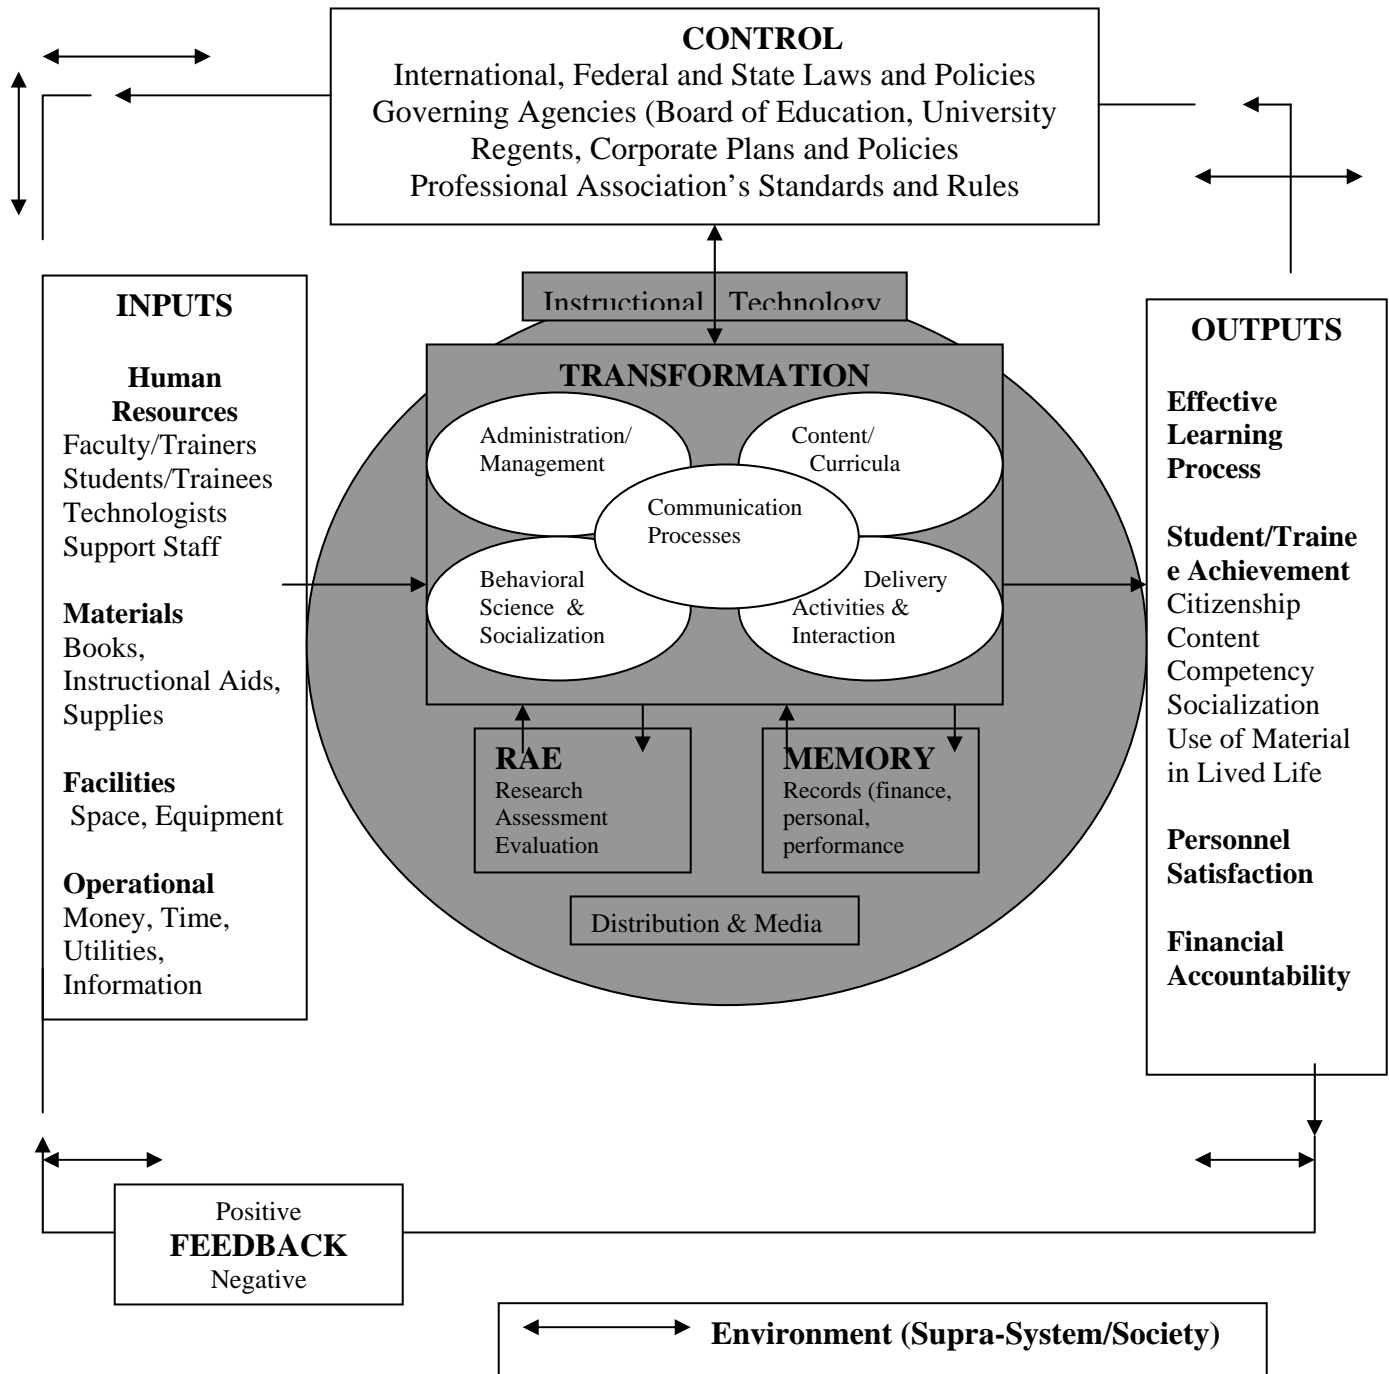 CONTROL
International, Federal and State Laws and Policies
Governing Agencies (Board of Education, University
Regents, Corporate Plans and Policies
Professional Association’s Standards and Rules
INPUTS
Human
Resources
Faculty/Trainers
Students/Trainees
Technologists
Support Staff
Materials
Books,
Instructional Aids,
Supplies
Facilities
Space, Equipment
Operational
Money, Time,
Utilities,
Information
Instructional Technology
TRANSFORMATION
Administration/
Management
Content/
Curricula
Communication
Processes
Behavioral
Science &
Socialization
Delivery
Activities &
Interaction
RAE
Research
Assessment
Evaluation
MEMORY
Records (finance,
personal,
performance
Distribution & Media
OUTPUTS
Effective
Learning
Process
Student/Traine
e Achievement
Citizenship
Content
Competency
Socialization
Use of Material
in Lived Life
Personnel
Satisfaction
Financial
Accountability
Positive
FEEDBACK
Negative
Environment (Supra-System/Society)